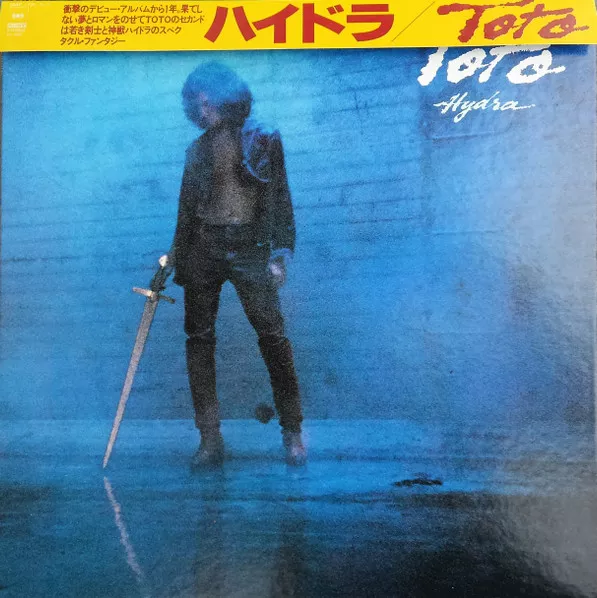 衝撃のデビュー・アルバムから1年。果てし
ない夢とロマンをのせてTOTOのセカンド
は若き剣士と神獣ハイドラのスペク
タクル・ファンタジー
ハイドラ/Toto
TOTO
Hydra